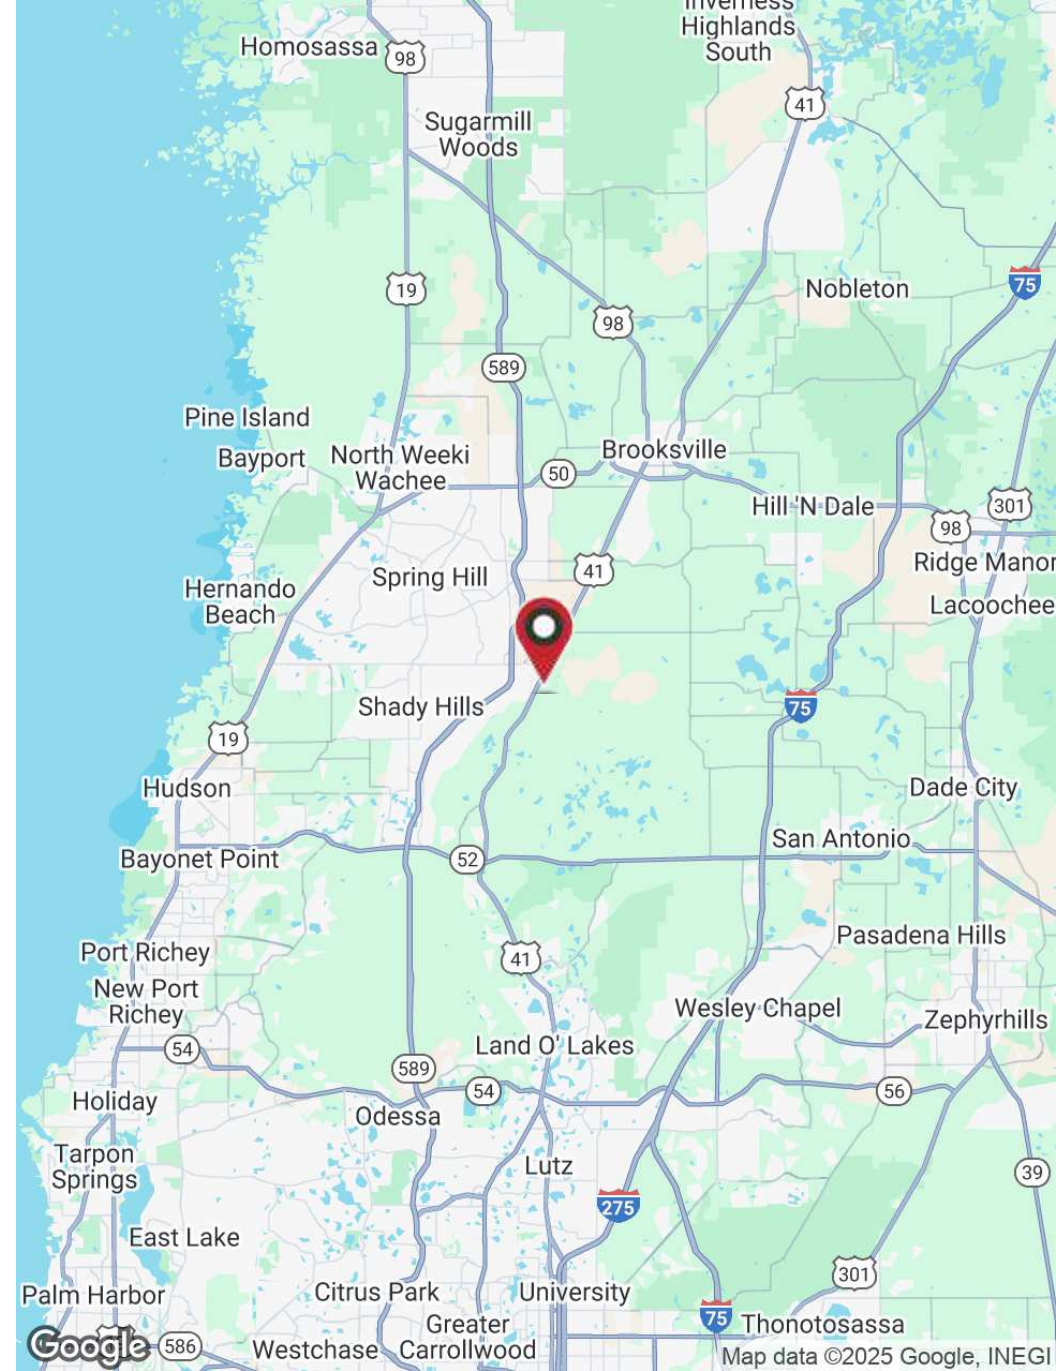 Inverness
Highlands
South
Homosassa
98
41
Sugarmill
Woods
19
Nobleton
75
98
589
Pine Island
Bayport
North Weeki
Wachee
50
Brooksville
Hill 'N Dale
301
98
Ridge Manor
41
Spring Hill
Hernando
Beach
Lacoochee
Shady Hills
75
19
Hudson
Dade City
San Antonio
Bayonet Point
52
Pasadena Hills
Port Richey
41
New Port
Richey
Wesley Chapel
Zephyrhills
Land O' Lakes
54
589
54
56
Holiday
Odessa
Tarpon
Springs
Lutz
39
275
East Lake
301
Palm Harbor
Citrus Park
University
75
Thonotosassa
Greater
Carrollwood
Westchase
586
Google
Map data ©2025 Google, INEGI